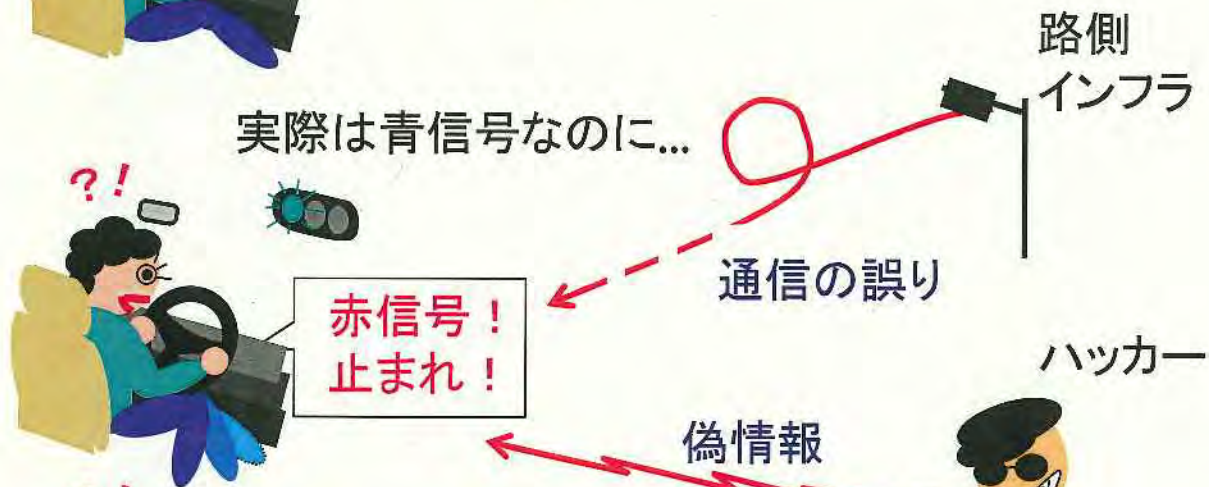 路側
インフラ
実際は青信号なのに...
?!
通信の誤り
赤信号！
止まれ！
ハッカー
偽情報